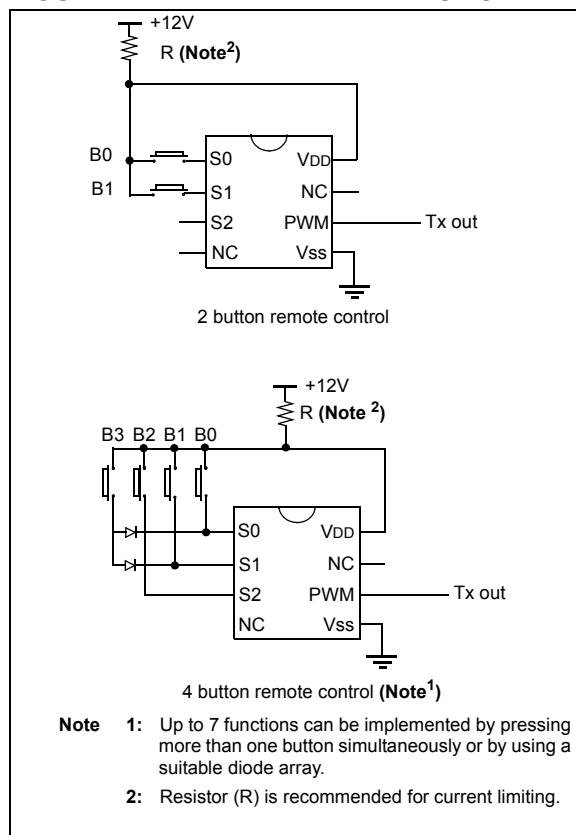 +12V
R (Note²)
B0
S0
VDD
B1
S1
NC
S2
PWM
Tx out
NC
Vss
2 button remote control
+12V
R (Note ²)
B3 B2 B1 B0
S0
VDD
S1
NC
S2
PWM
Tx out
NC
Vss
4 button remote control (Note¹)
Note 1: Up to 7 functions can be implemented by pressing
more than one button simultaneously or by using a
suitable diode array.
2: Resistor (R) is recommended for current limiting.